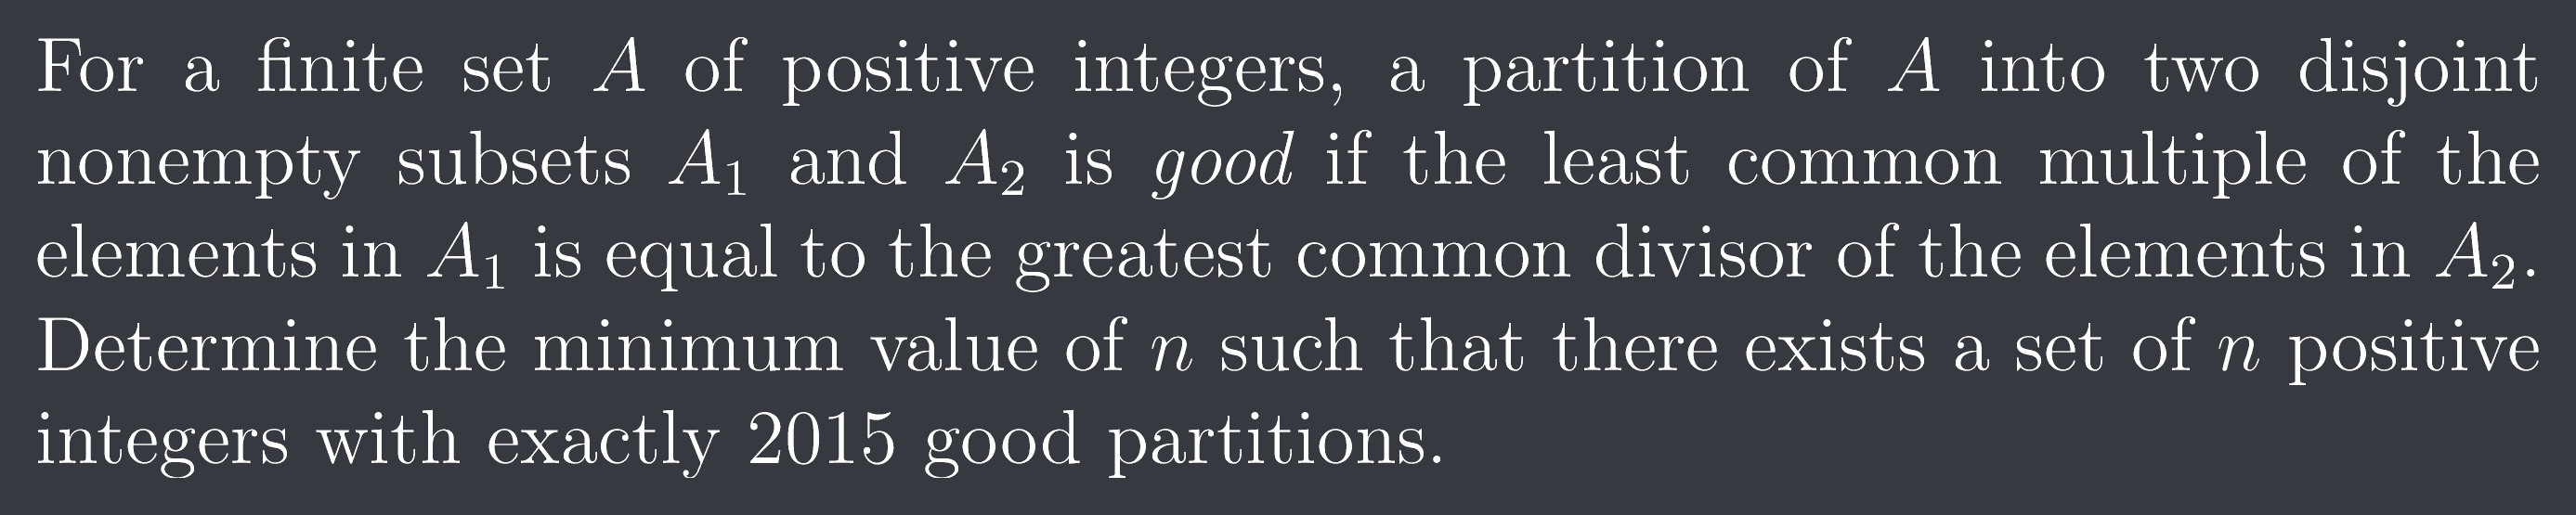 For a finite set A of positive integers, a partition of A into two disjoint
nonempty subsets A₁ and A₂ is good if the least common multiple of the
elements in A₁ is equal to the greatest common divisor of the elements in A₂.
Determine the minimum value of n such that there exists a set of n positive
integers with exactly 2015 good partitions.